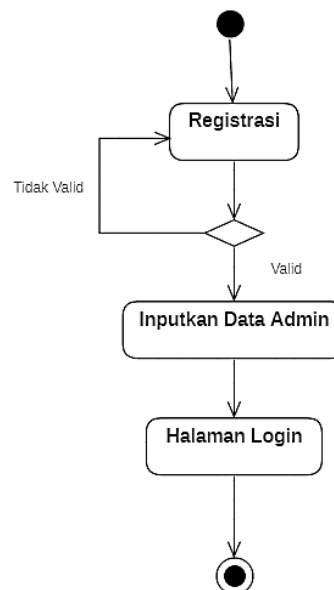 Registrasi
Tidak Valid
Valid
Inputkan Data Admin
Halaman Login